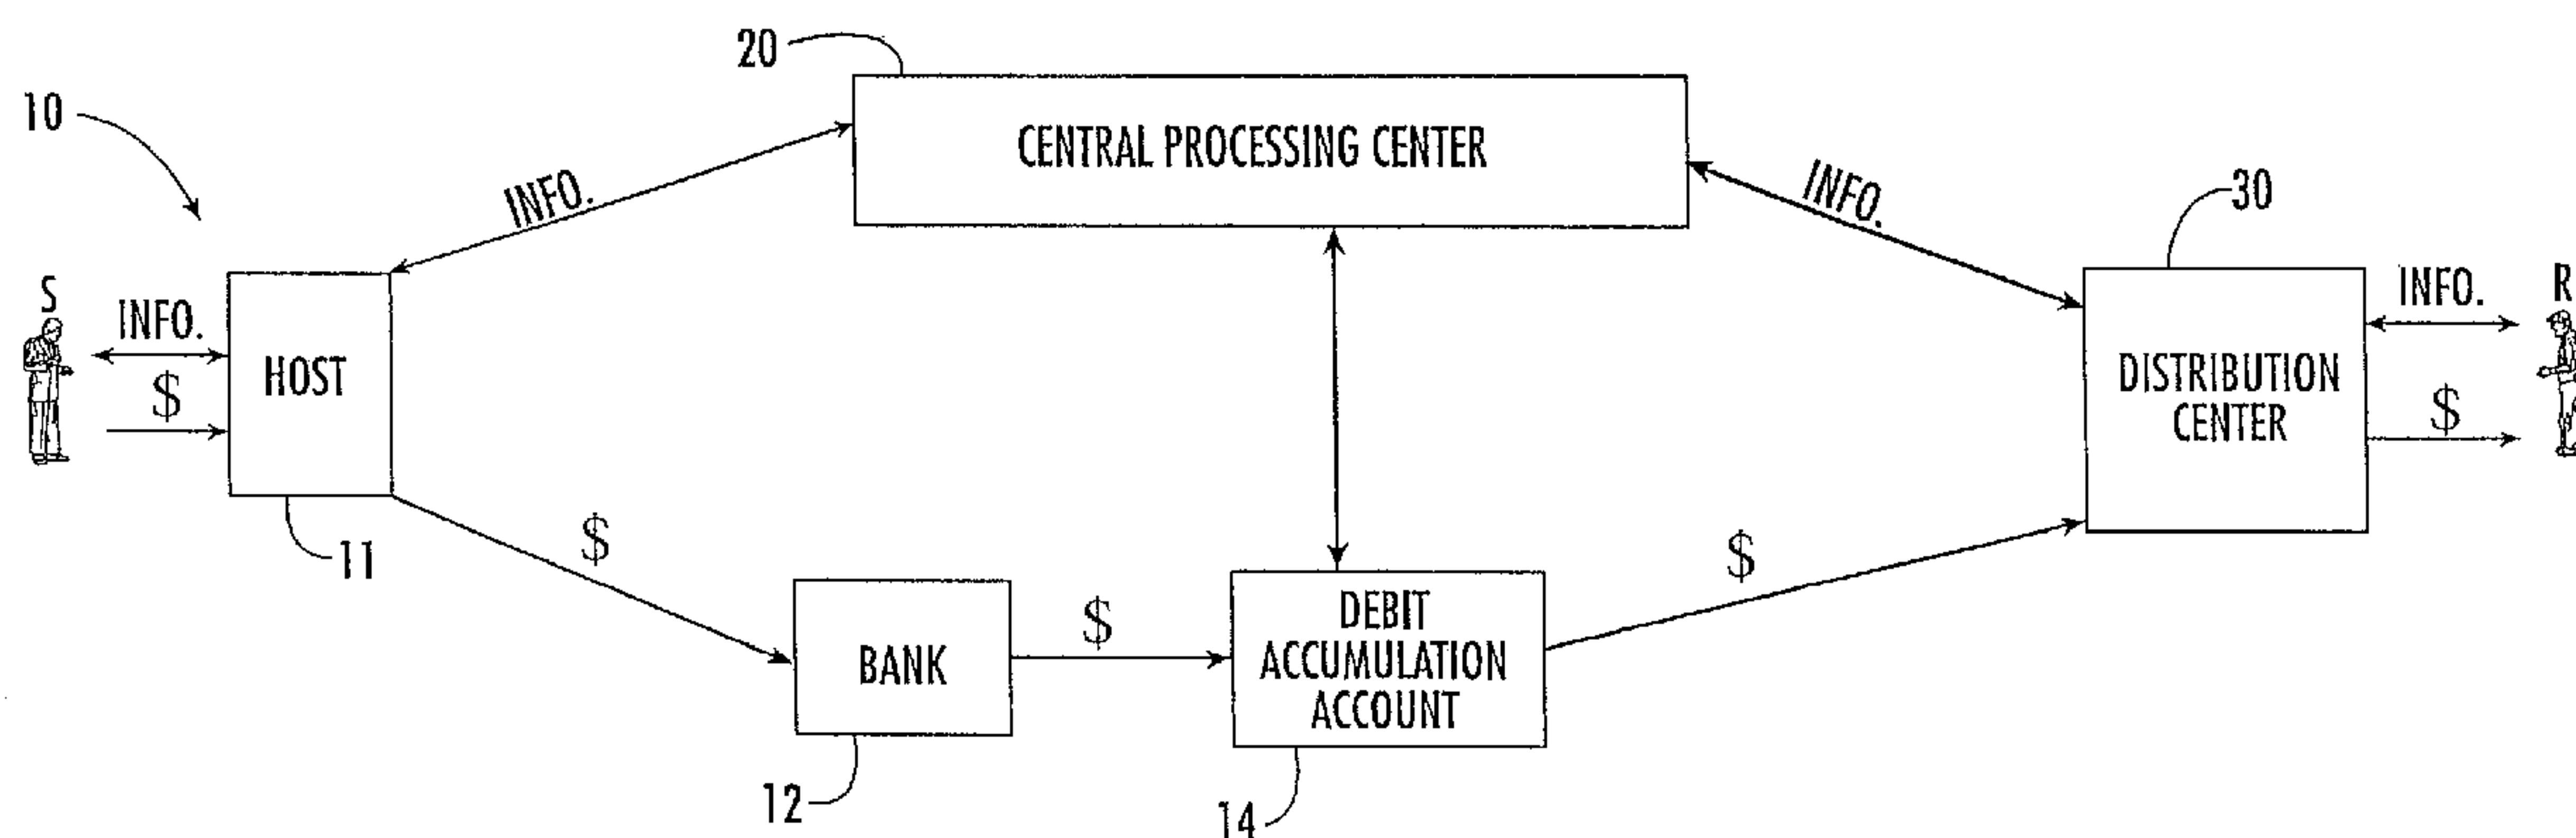 20
10
CENTRAL PROCESSING CENTER
INFO.
INFO.
30
S
INFO.
$
HOST
11
R
INFO.
$
DISTRIBUTION
CENTER
$
BANK
12
$
DEBIT
ACCUMULATION
ACCOUNT
14
$